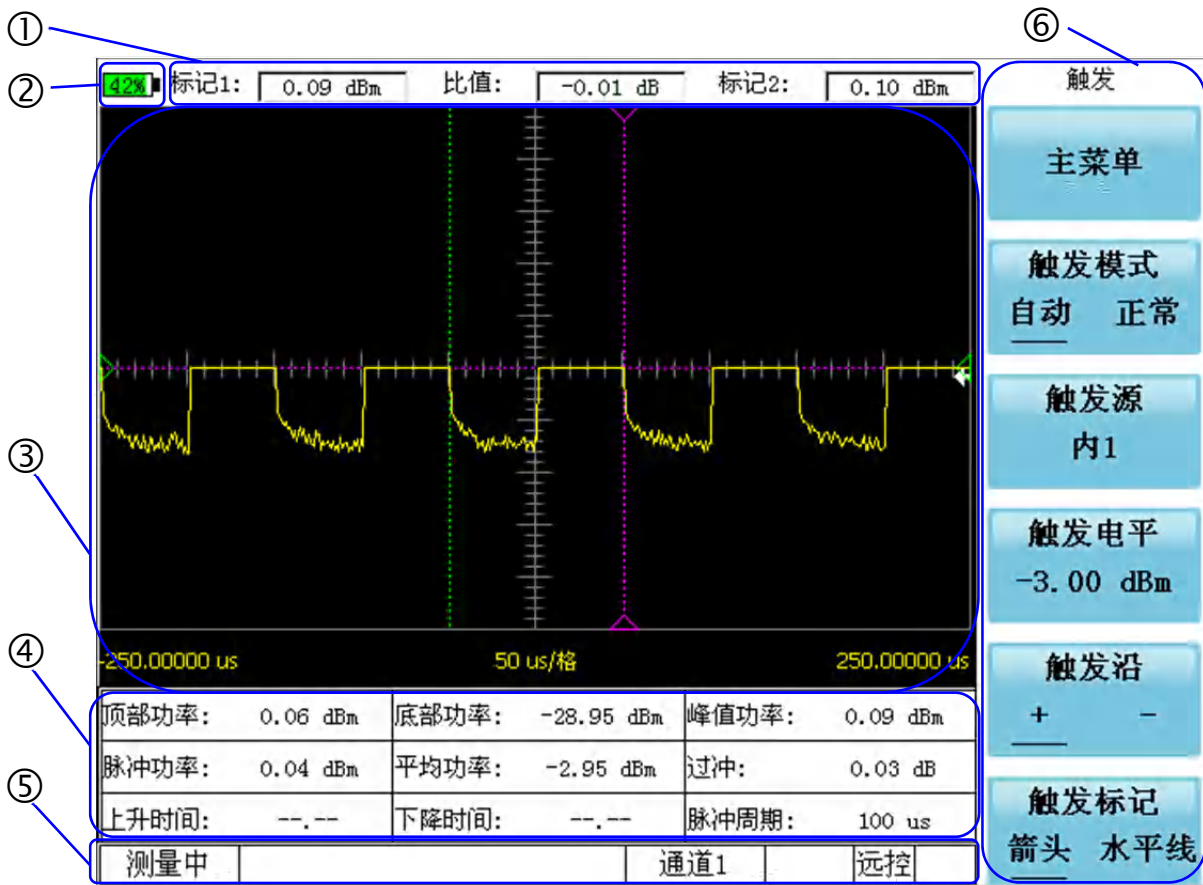 ①
⑥
②
42% 标记1: 0.09 dBm 比值: -0.01 dB 标记2: 0.10 dBm
触发
主菜单
触发模式
自动 正常
触发源
内1
③
触发电平
-3.00 dBm
④
-250.00000 us 50 us/格 250.00000 us
触发沿
+ -
顶部功率: 0.06 dBm 底部功率: -28.95 dBm 峰值功率: 0.09 dBm
脉冲功率: 0.04 dBm 平均功率: -2.95 dBm 过冲: 0.03 dB
⑤
上升时间: --.-- 下降时间: --.-- 脉冲周期: 100 us
触发标记
箭头 水平线
测量中 通道1 远控